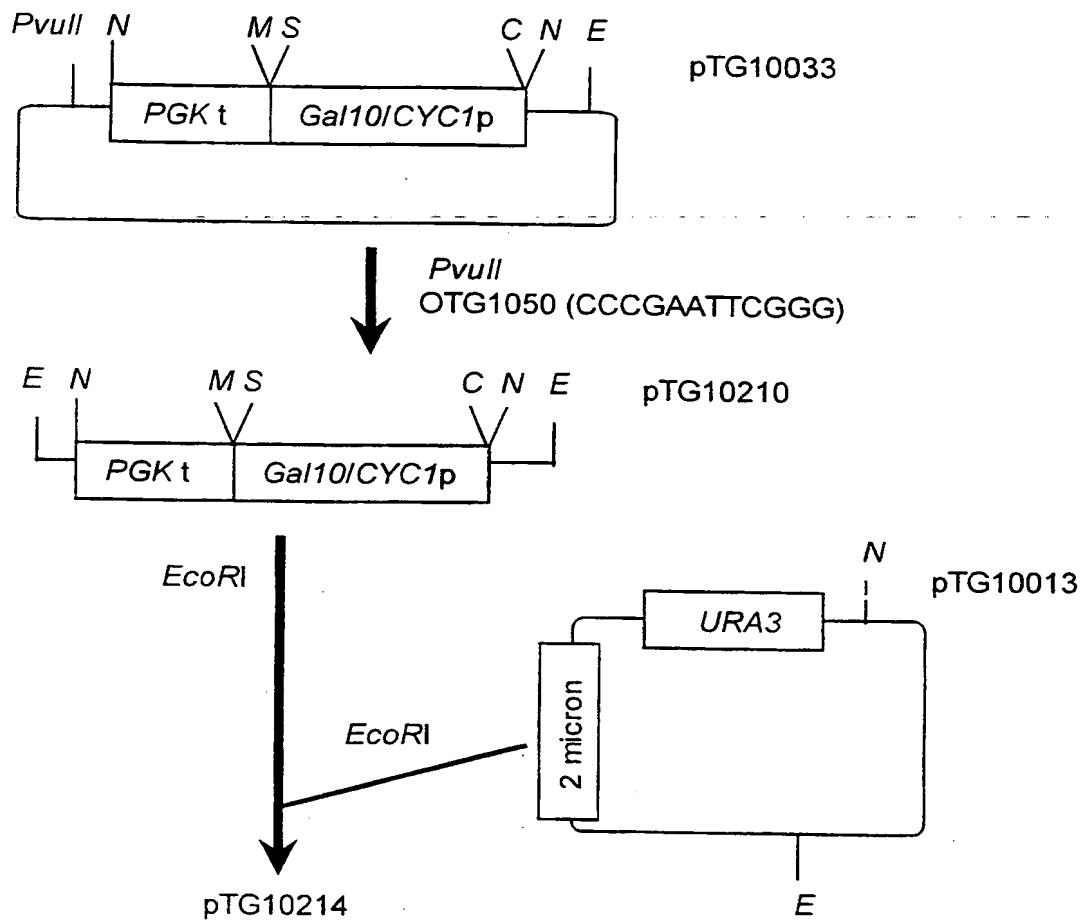 PvuII N M S C N E
pTG10033
PGK t Gal10/CYC1p
PvuII
OTG1050 (CCCGAATTCGGG)
E N M S C N E
pTG10210
PGK t Gal10/CYC1p
EcoRI
N
pTG10013
URA3
2 micron
EcoRI
E
pTG10214